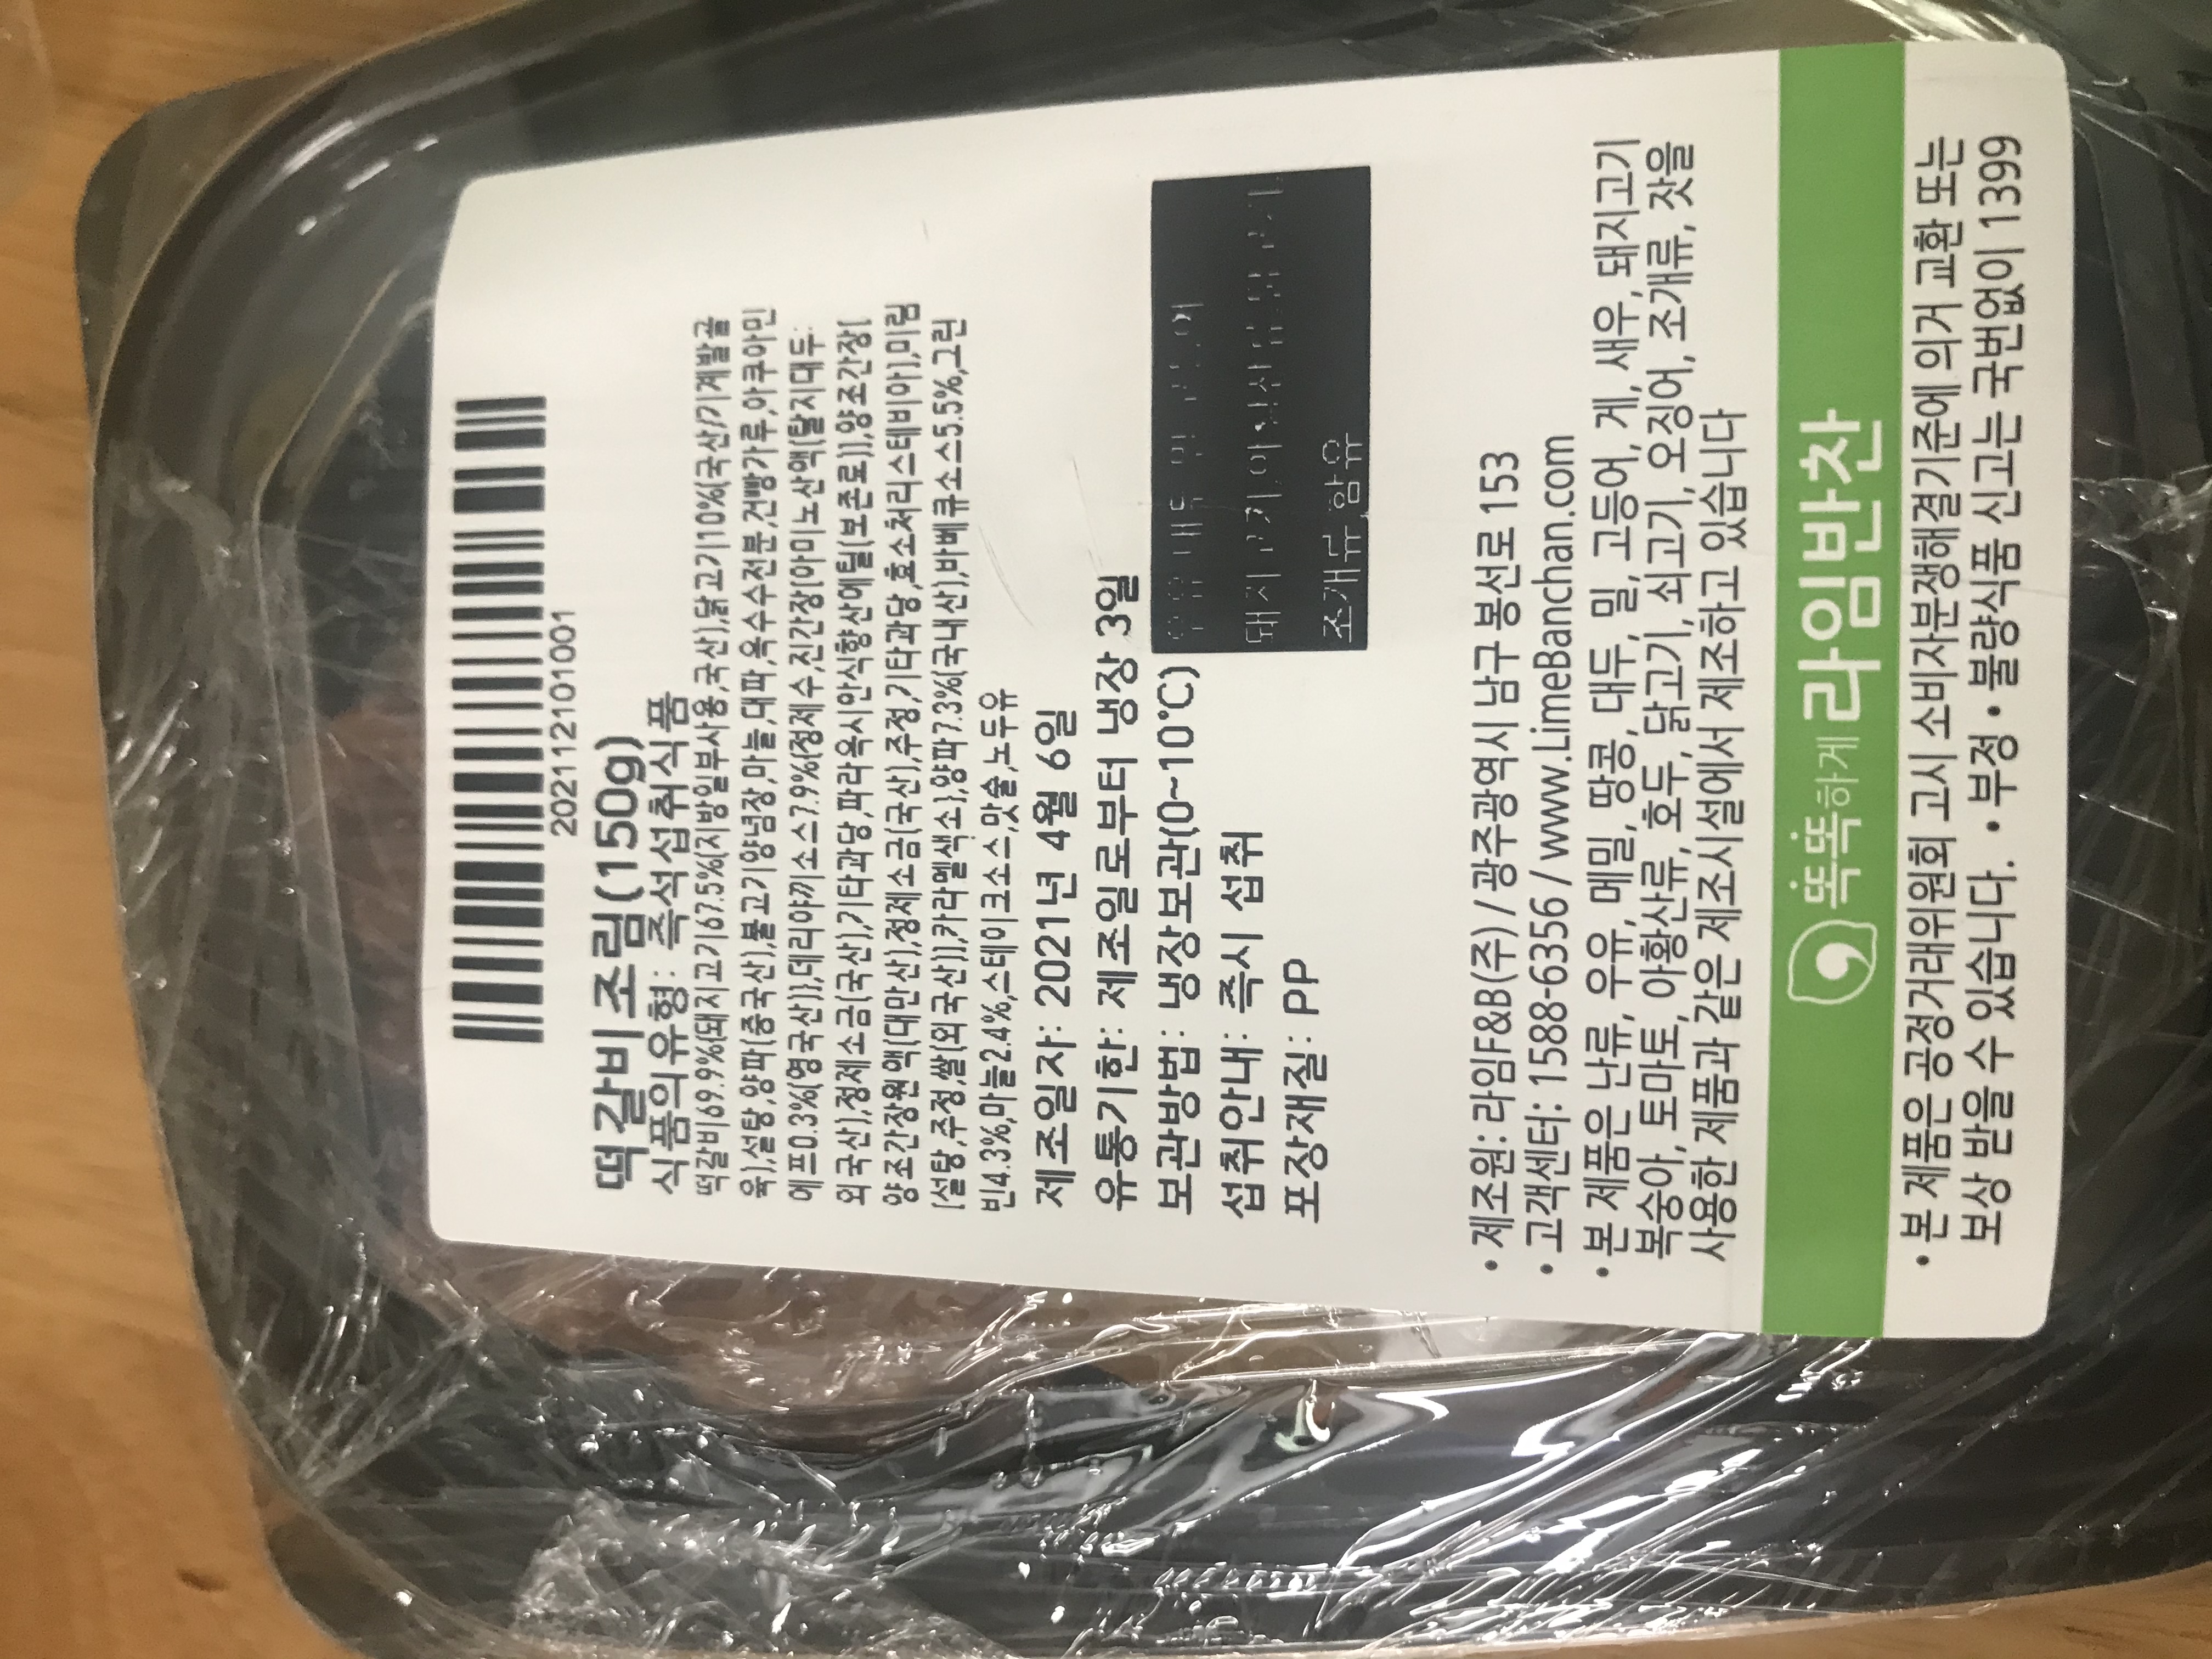 2021121101001
떡갈비조림(150g)
식품의유형: 즉석섭취식품
떡갈비69.9%(돼지고기67.5%(지방일부사용,국산),닭고기10%(국산/기계발골
육),설탕,양파(중국산),불고기양념장,마늘,대파,옥수수전분,건빵가루,아쿠아민
에프0.3%(영국산)},데리야끼소스7.9%(정제수,진간장[아미노산액(탈지대두:
외국산),정제소금(국산),기타과당,파라옥시안식향산에틸(보존료)],양조간장[
양조간장원액(대만산),정제소금(국산),주정,기타과당,효소처리스테비아],미림
[설탕,주정,쌀(외국산)],카라멜색소},양파7.3%(국내산),바베큐소스5.5%,그린
빈4.3%,마늘2.4%,스테이크소스,맛술,노두유
제조일자: 2021년 4월 6일
유통기한: 제조일로부터 냉장 3일
보관방법: 냉장보관(0~10℃)
섭취안내: 즉시 섭취
포장재질: PP
조개류 함유
• 제조원: 라임F&B(주) / 광주광역시 남구 봉선로 153
• 고객센터: 1588-6356 / www.LimeBanchan.com
• 본 제품은 난류, 우유, 메밀, 땅콩, 대두, 밀, 고등어, 게, 새우, 돼지고기
복숭아, 토마토, 아황산류, 호두, 닭고기, 쇠고기, 오징어, 조개류, 잣을
사용한 제품과 같은 제조시설에서 제조하고 있습니다
똑똑하게 라임반찬
• 본 제품은 공정거래위원회 고시 소비자분쟁해결기준에 의거 교환 또는
보상 받을 수 있습니다. • 부정 • 불량식품 신고는 국번없이 1399